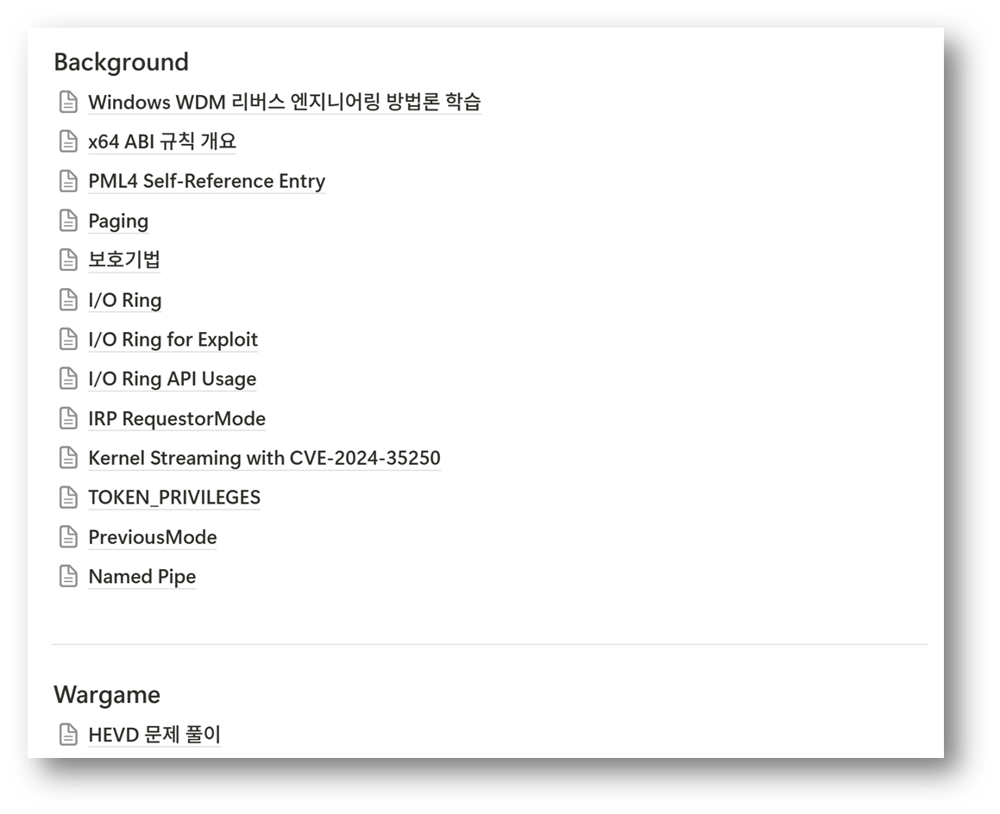 Background
Windows WDM 리버스 엔지니어링 방법론 학습
x64 ABI 규칙 개요
PML4 Self-Reference Entry
Paging
보호기법
I/O Ring
I/O Ring for Exploit
I/O Ring API Usage
IRP RequestorMode
Kernel Streaming with CVE-2024-35250
TOKEN_PRIVILEGES
PreviousMode
Named Pipe
Wargame
HEVD 문제 풀이